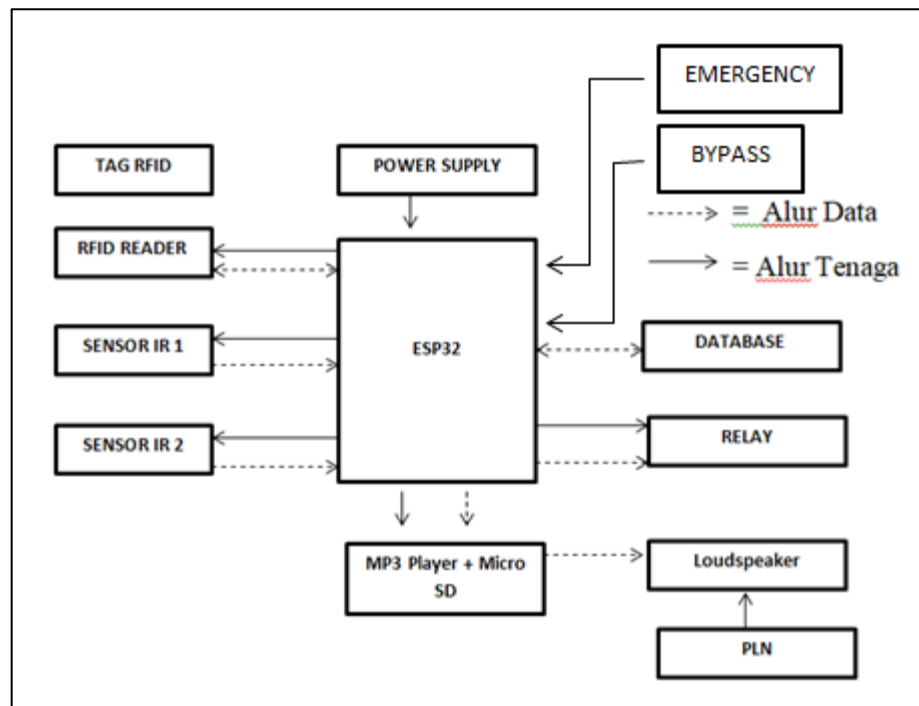 EMERGENCY
BYPASS
TAG RFID
POWER SUPPLY
= Alur Data
RFID READER
= Alur Tenaga
SENSOR IR 1
ESP32
DATABASE
SENSOR IR 2
RELAY
MP3 Player + Micro
SD
Loudspeaker
PLN